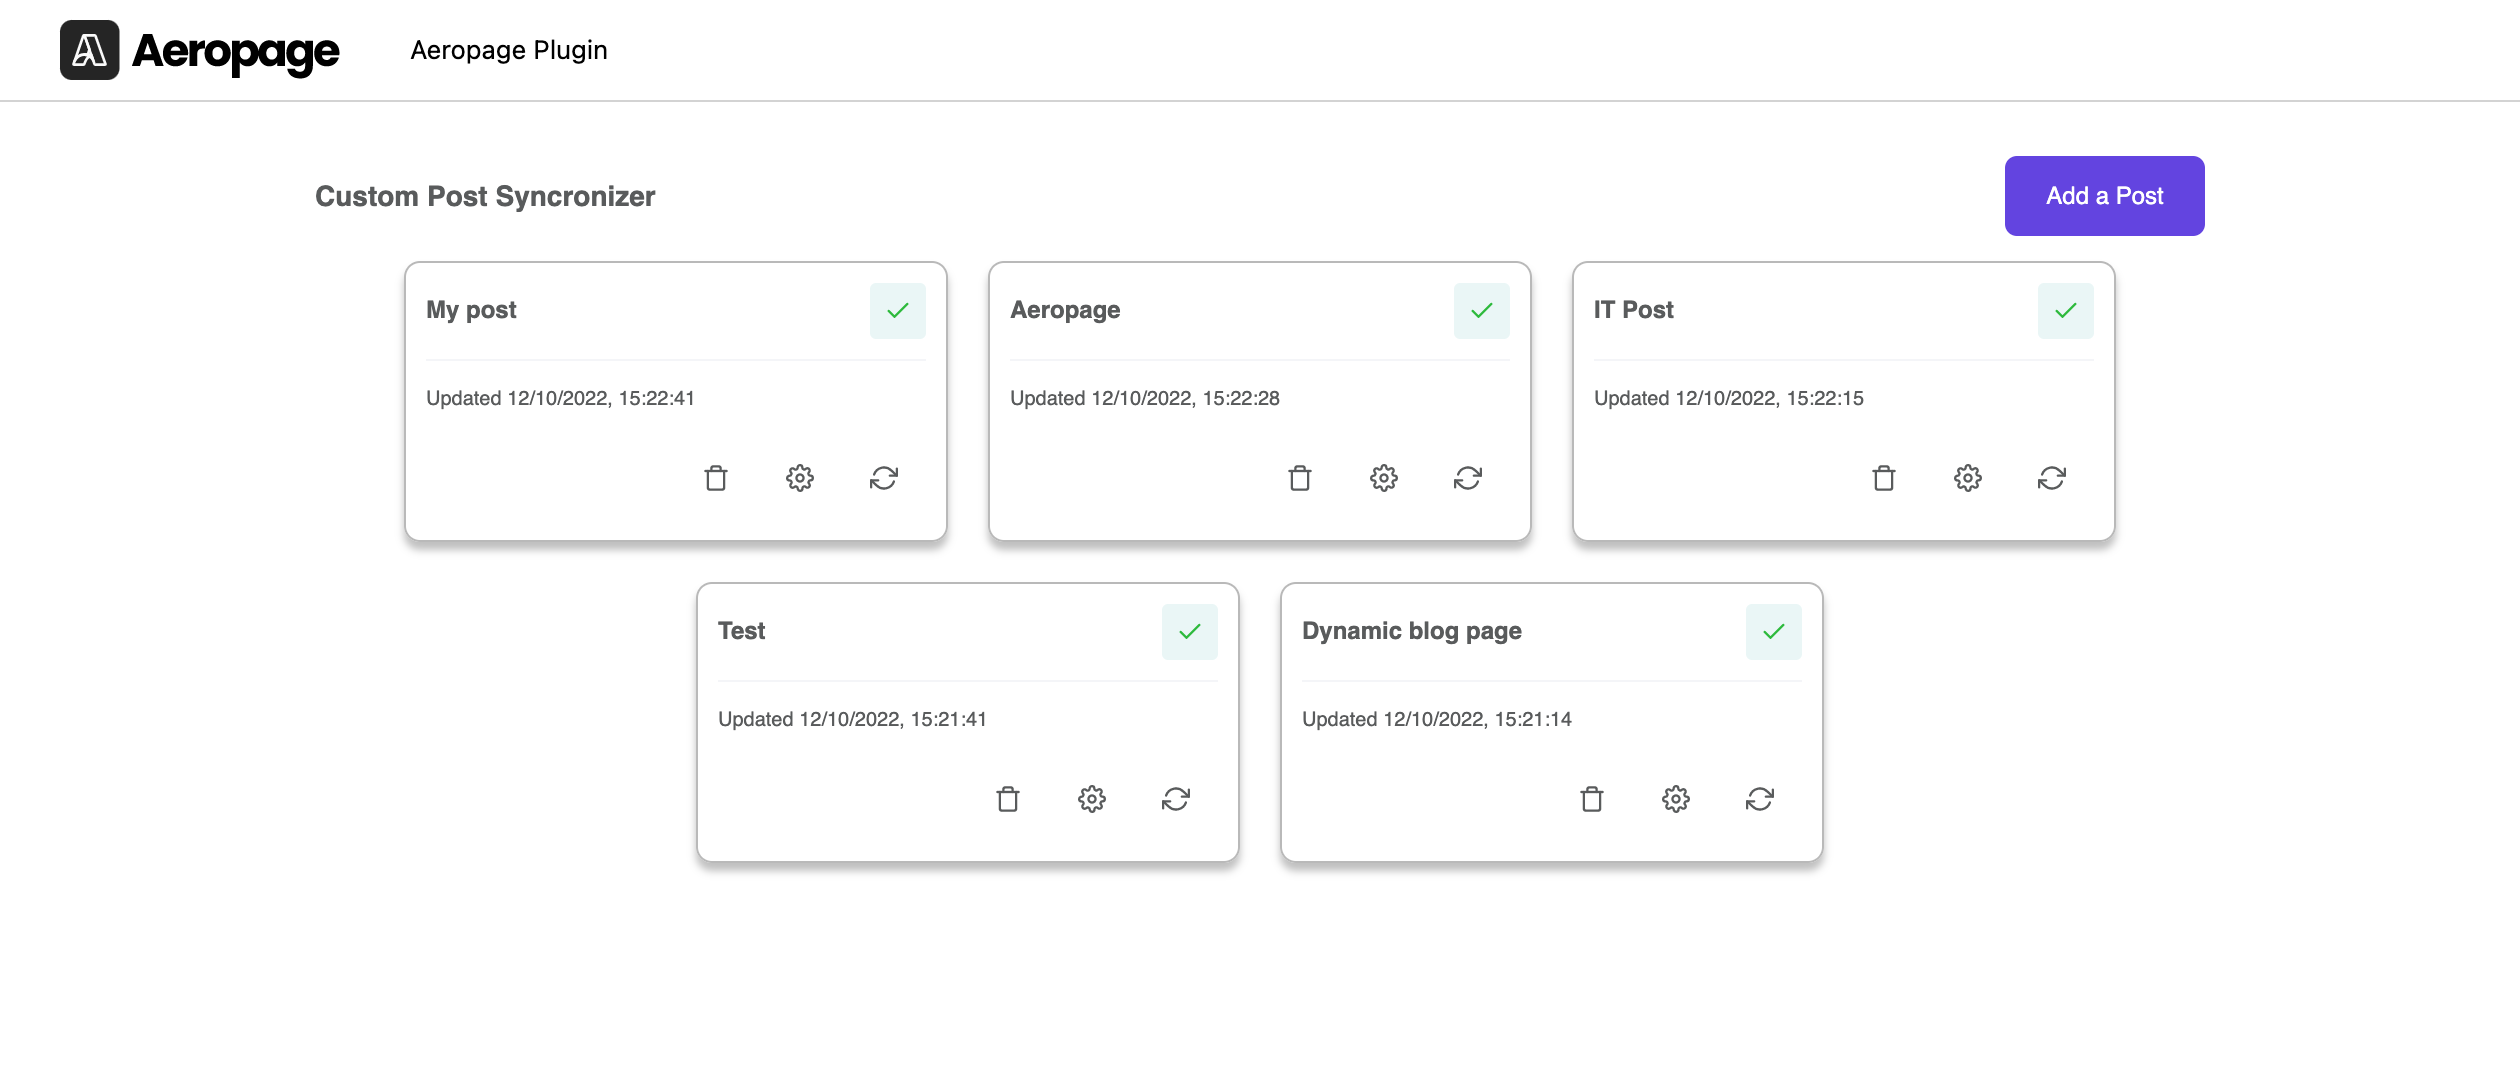 Aeropage
Aeropage Plugin
Custom Post Syncronizer
Add a Post
My post
Updated 12/10/2022, 15:22:41
Aeropage
Updated 12/10/2022, 15:22:28
IT Post
Updated 12/10/2022, 15:22:15
Test
Updated 12/10/2022, 15:21:41
Dynamic blog page
Updated 12/10/2022, 15:21:14